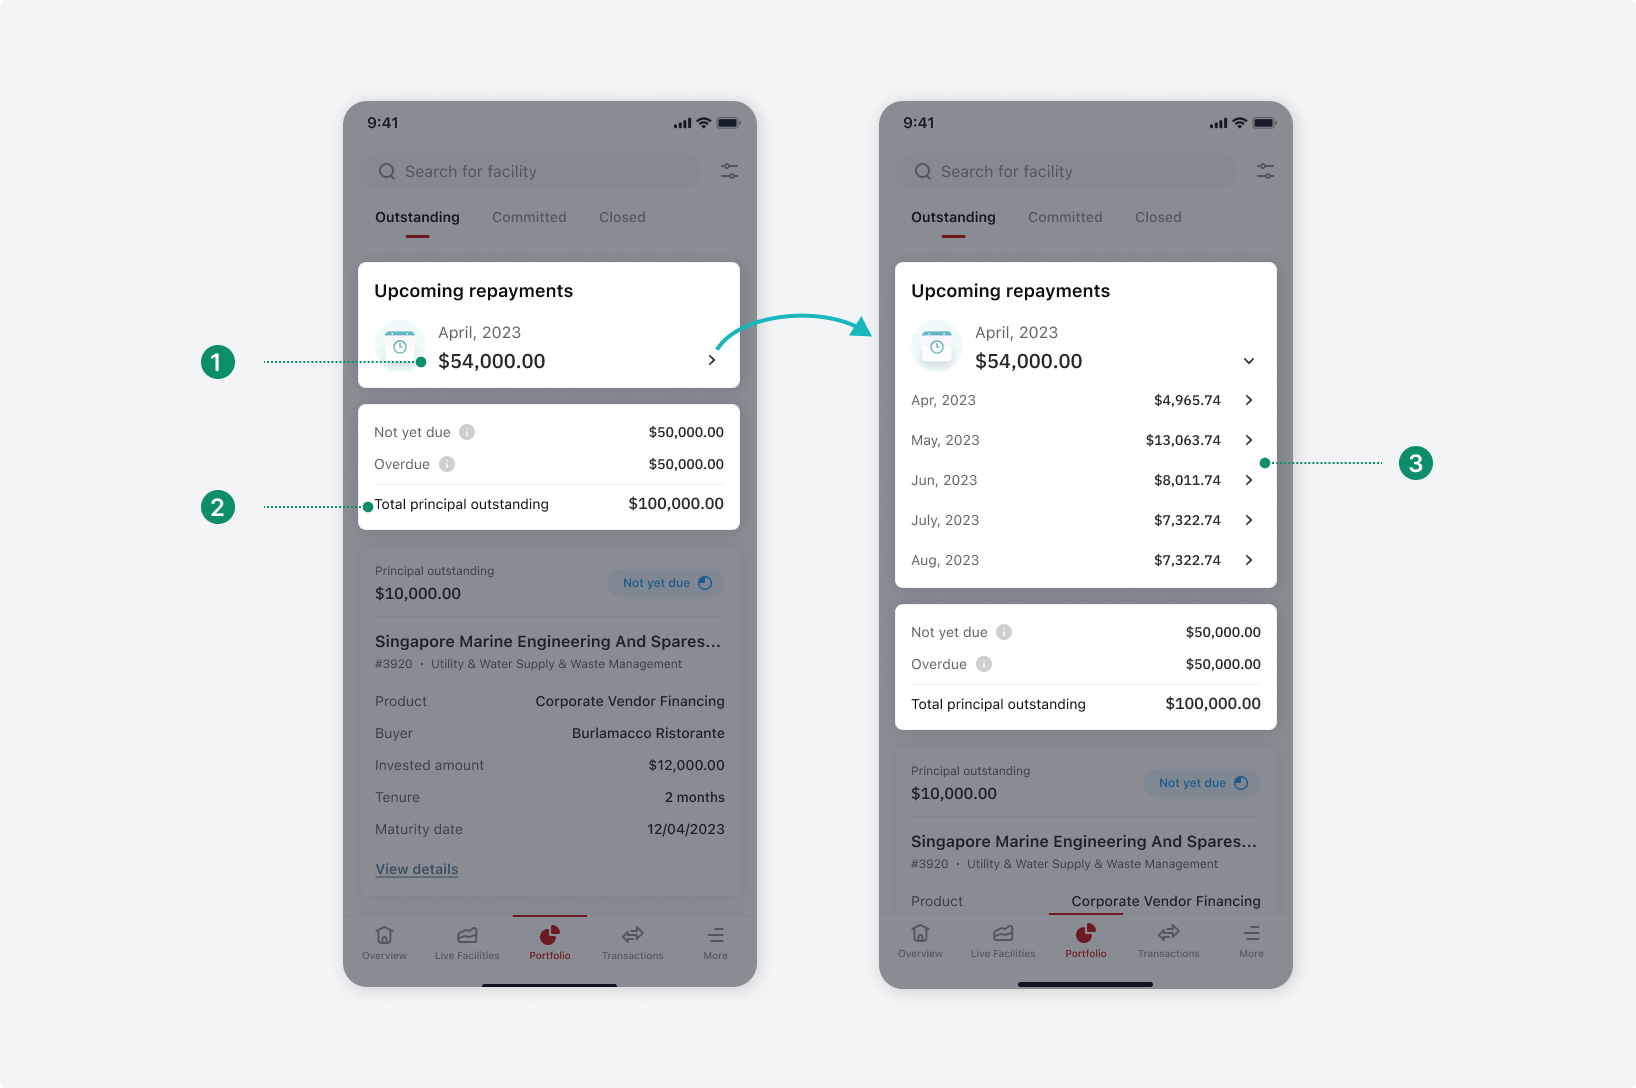 9:41
Search for facility
Outstanding Committed Closed
Upcoming repayments
April, 2023
1
$54,000.00
Not yet due $50,000.00
Overdue $50,000.00
2
Total principal outstanding $100,000.00
Principal outstanding
Not yet due
$10,000.00
Singapore Marine Engineering And Spares...
#3920 · Utility & Water Supply & Waste Management
Product Corporate Vendor Financing
Buyer Burlamacco Ristorante
Invested amount $12,000.00
Tenure 2 months
Maturity date 12/04/2023
View details
Overview Live Facilities Portfolio Transactions More
9:41
Search for facility
Outstanding Committed Closed
Upcoming repayments
April, 2023
$54,000.00
Apr, 2023 $4,965.74
May, 2023 $13,063.74
3
Jun, 2023 $8,011.74
July, 2023 $7,322.74
Aug, 2023 $7,322.74
Not yet due $50,000.00
Overdue $50,000.00
Total principal outstanding $100,000.00
Principal outstanding
Not yet due
$10,000.00
Singapore Marine Engineering And Spares...
#3920 · Utility & Water Supply & Waste Management
Product Corporate Vendor Financing
Overview Live Facilities Portfolio Transactions More